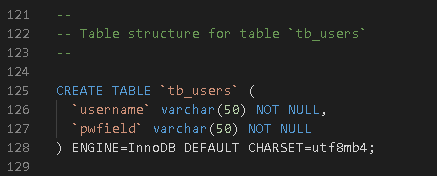 121 --
122 -- Table structure for table `tb_users`
123 --
124
125 CREATE TABLE `tb_users` (
126   `username` varchar(50) NOT NULL,
127   `pwfield` varchar(50) NOT NULL
128 ) ENGINE=InnoDB DEFAULT CHARSET=utf8mb4;
129